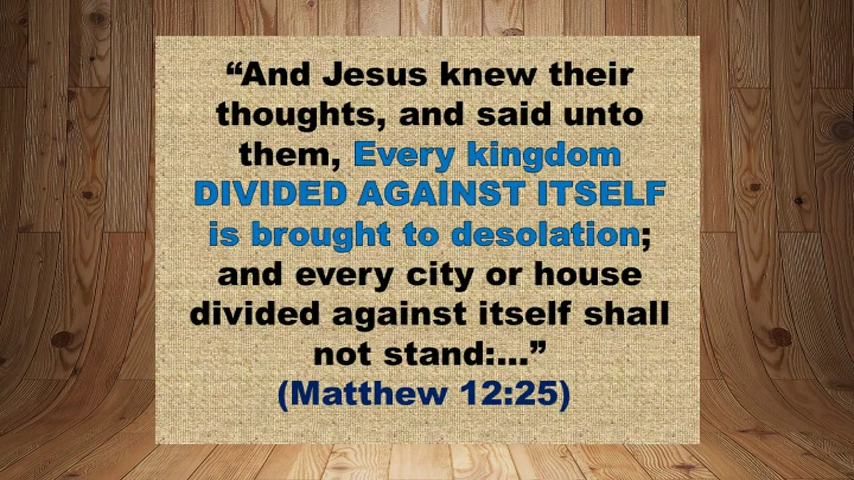 “And Jesus knew their
thoughts, and said unto
them, Every kingdom
DIVIDED AGAINST ITSELF
is brought to desolation;
and every city or house
divided against itself shall
not stand:...”
(Matthew 12:25)